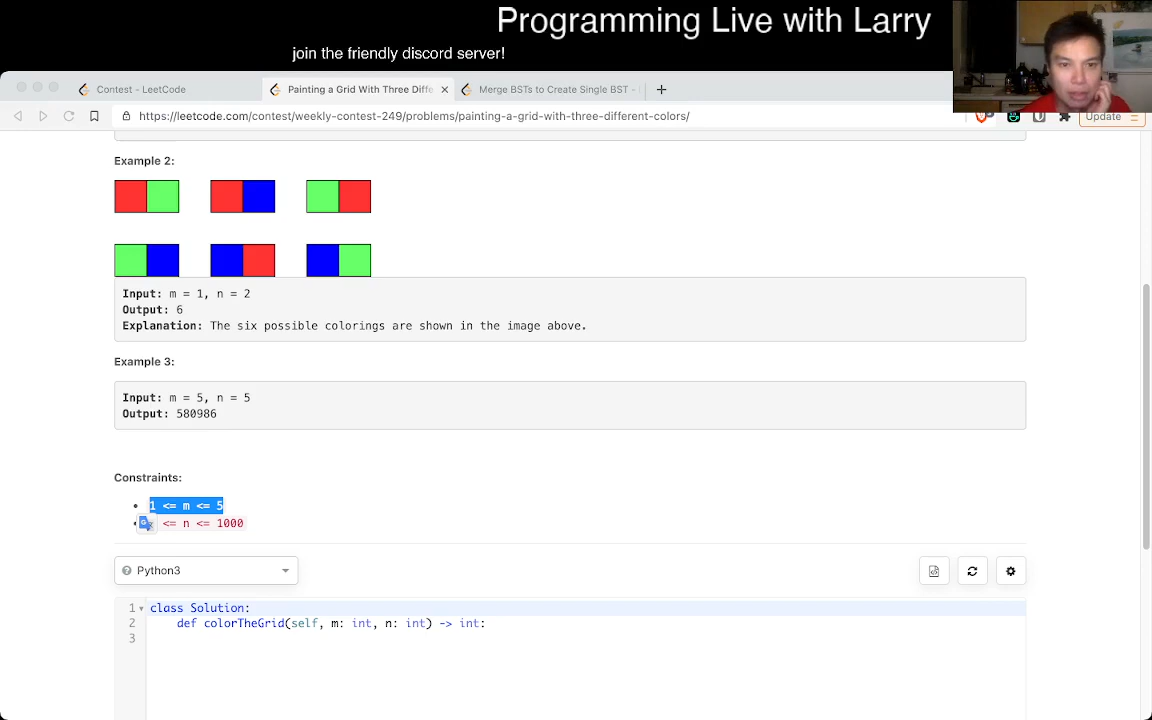 Programming Live with Larry
join the friendly discord server!
Contest - LeetCode
Painting a Grid With Three Diffe
Merge BSTs to Create Single BST -
https://leetcode.com/contest/weekly-contest-249/problems/painting-a-grid-with-three-different-colors/
Update
Example 2:
Input: m = 1, n = 2
Output: 6
Explanation: The six possible colorings are shown in the image above.
Example 3:
Input: m = 5, n = 5
Output: 580986
Constraints:
1 <= m <= 5
<= n <= 1000
Python3
1 class Solution:
2 def colorTheGrid(self, m: int, n: int) -> int:
3